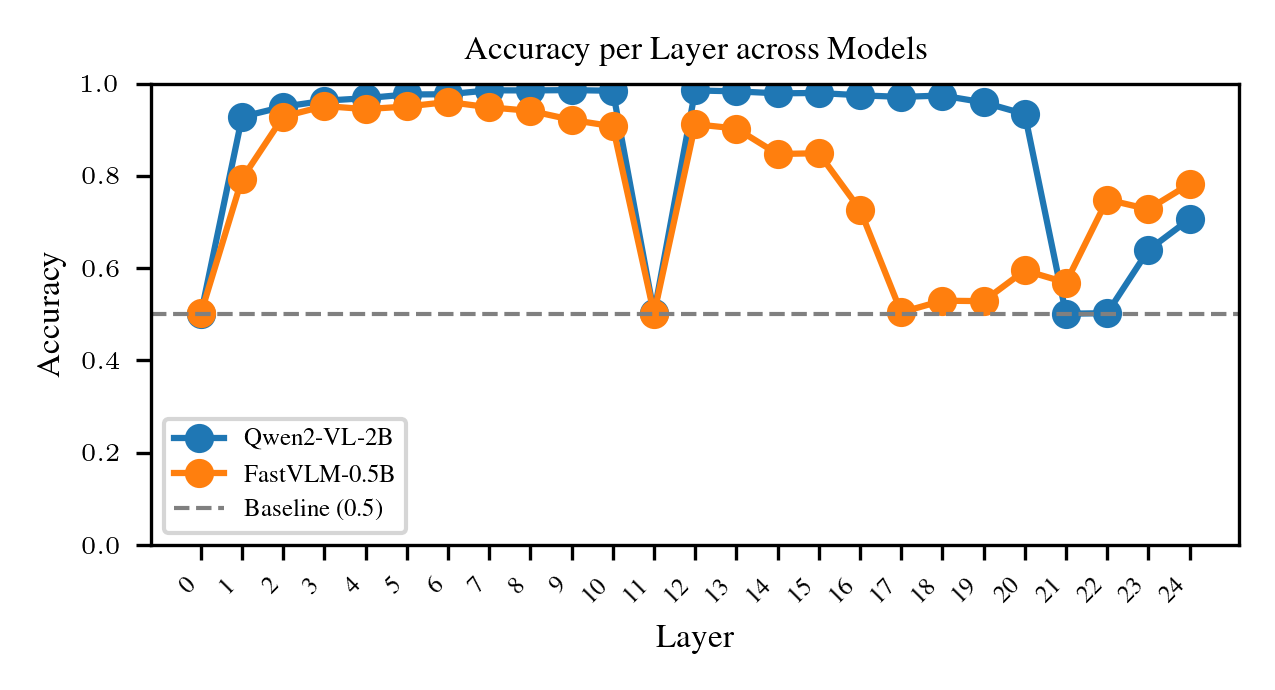 Accuracy per Layer across Models
Accuracy
1.0
0.8
0.6
0.4
0.2
0.0
Qwen2-VL-2B
FastVLM-0.5B
Baseline (0.5)
0 1 2 3 4 5 6 7 8 9 10 11 12 13 14 15 16 17 18 19 20 21 22 23 24
Layer